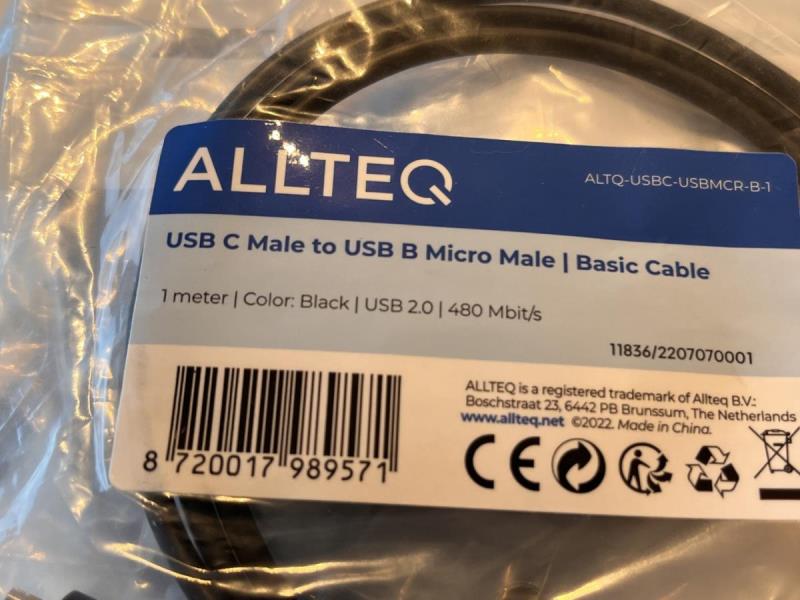 ALLTEQ
ALTQ-USBC-USBMCR-B-1
USB C Male to USB B Micro Male | Basic Cable
1 meter | Color: Black | USB 2.0 | 480 Mbit/s
11836/2207070001
ALLTEQ is a registered trademark of Allteq B.V.:
Boschstraat 23, 6442 PB Brunssum, The Netherlands
www.allteq.net ©2022. Made in China.
8 720017 989571
CE